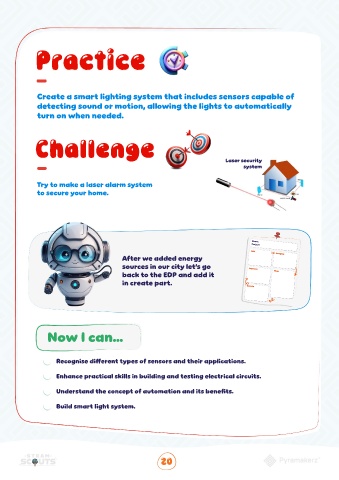 Practice
Create a smart lighting system that includes sensors capable of
detecting sound or motion, allowing the lights to automatically
turn on when needed.
Challenge
Laser security
system
Try to make a laser alarm system
to secure your home.
After we added energy
sources in our city let's go
back to the EDP and add it
in create part.
Now I can...
Recognise different types of sensors and their applications.
Enhance practical skills in building and testing electrical circuits.
Understand the concept of automation and its benefits.
Build smart light system.
SCOUTS
20
Pyramakerz